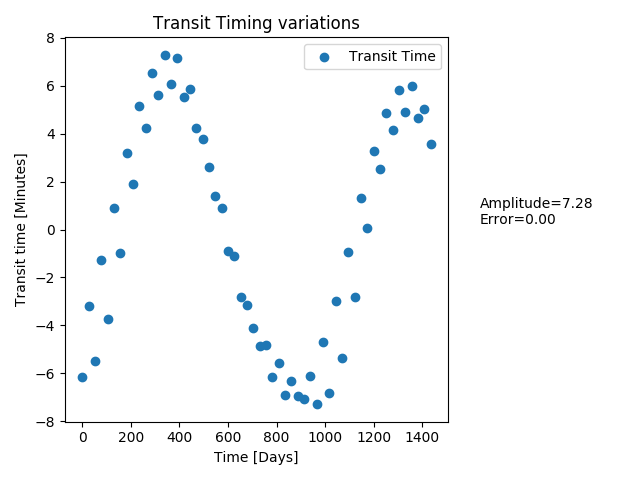 Transit Timing variations
Transit Time
8
6
4
2
0
−2
−4
−6
−8
Transit time [Minutes]
0 200 400 600 800 1000 1200 1400
Time [Days]
Amplitude=7.28
Error=0.00